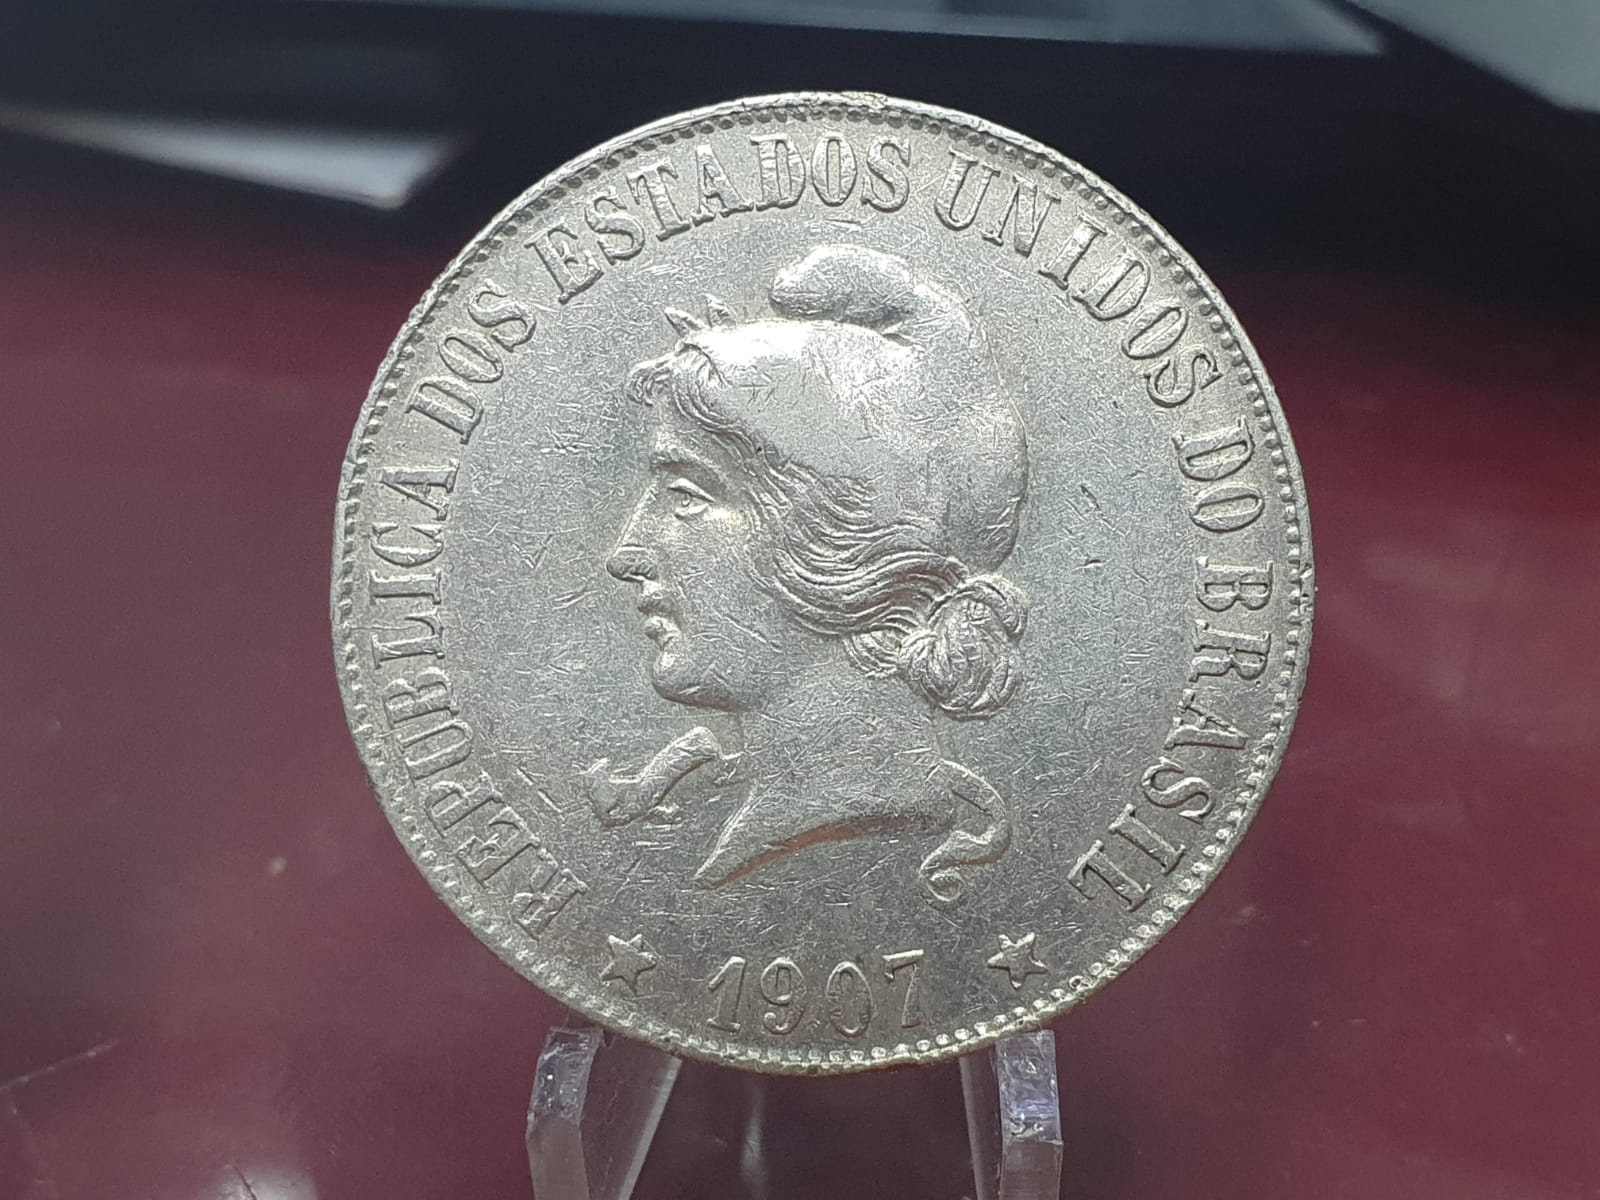 REPUBLICA DOS ESTADOS UNIDOS DO BRASIL
★ 1907 ★